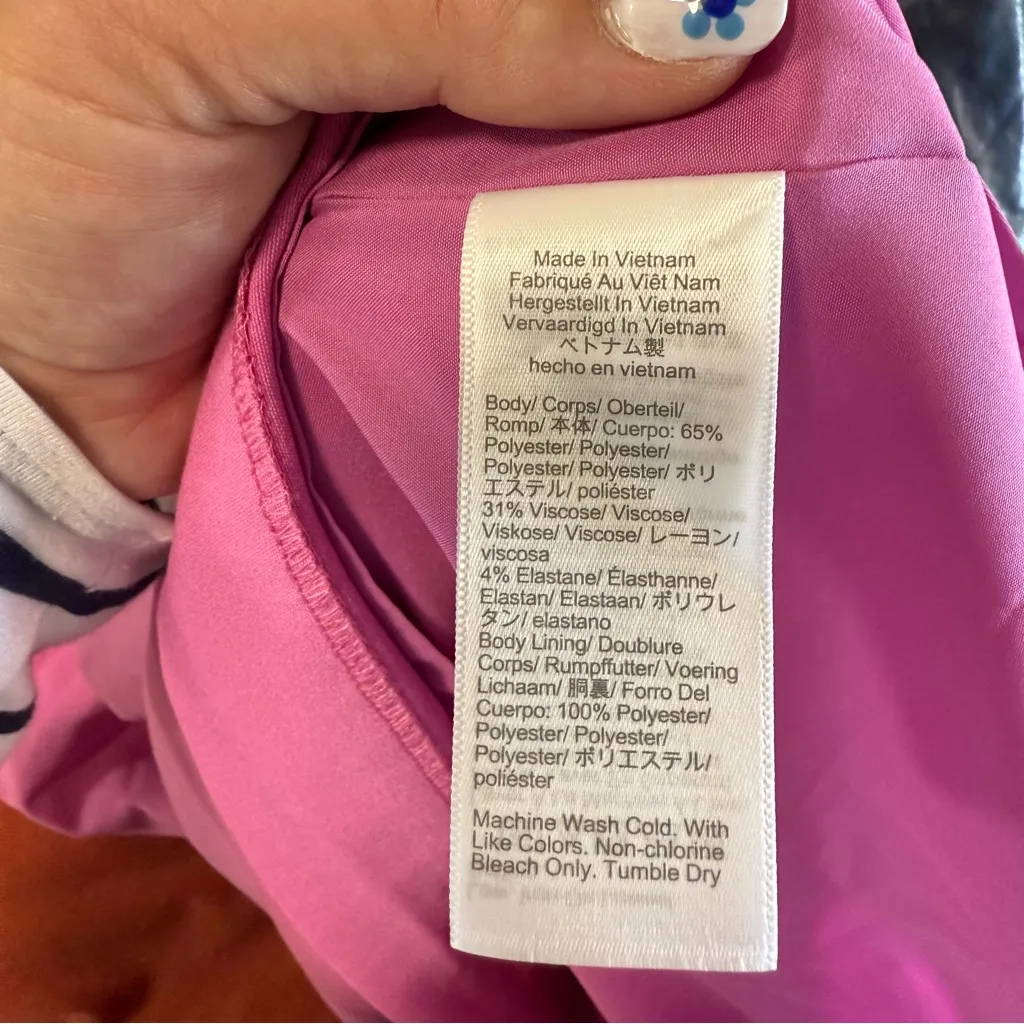 Made In Vietnam
Fabriqué Au Viêt Nam
Hergestellt In Vietnam
Vervaardigd In Vietnam
ベトナム製
hecho en vietnam
Body/ Corps/ Oberteil/
Romp/ 本体/ Cuerpo: 65%
Polyester/ Polyester/
Polyester/ Polyester/ ポリ
エステル/ poliéster
31% Viscose/ Viscose/
Viskose/ Viscose/ レーヨン/
viscosa
4% Elastane/ Élasthanne/
Elastan/ Elastaan/ ポリウレ
タン/ elastano
Body Lining/ Doublure
Corps/ Rumpffutter/ Voering
Lichaam/ 胴裏/ Forro Del
Cuerpo: 100% Polyester/
Polyester/ Polyester/
Polyester/ ポリエステル/
poliéster
Machine Wash Cold. With
Like Colors. Non-chlorine
Bleach Only. Tumble Dry